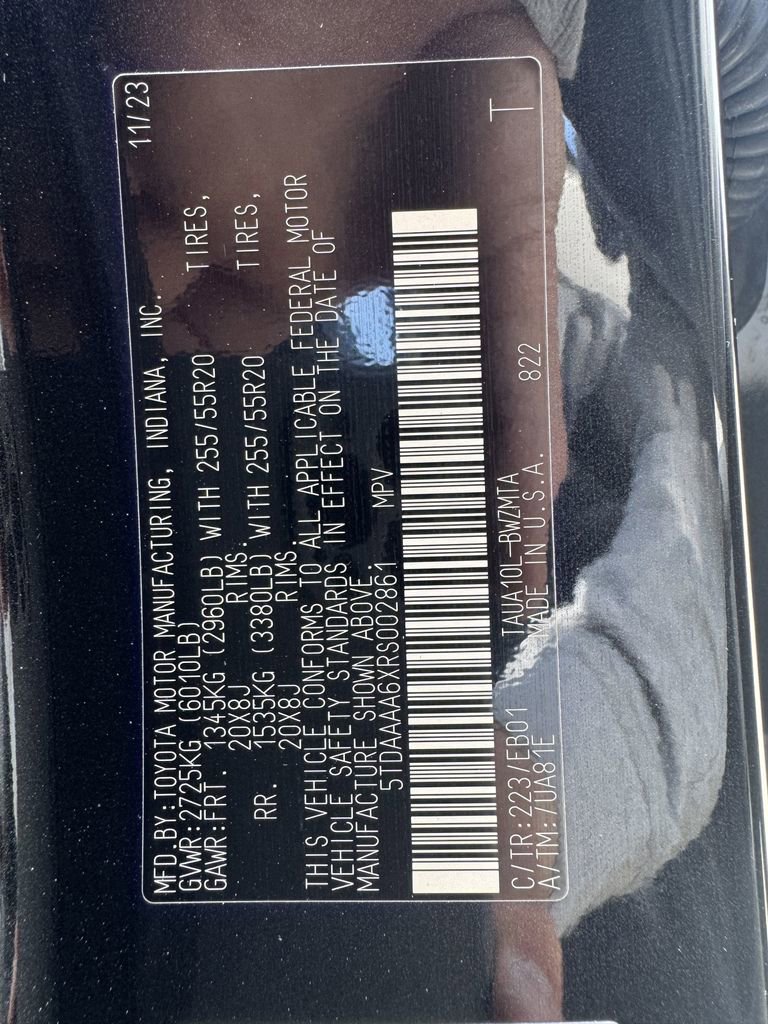 MFD.BY:TOYOTA MOTOR MANUFACTURING, INDIANA, INC. 11/23
GVWR:2725KG (6010LB)
GAWR:FRT. 1345KG (2960LB) WITH 255/55R20 TIRES,
20X8J RIMS.
RR. 1535KG (3380LB) WITH 255/55R20 TIRES,
20X8J RIMS.
THIS VEHICLE CONFORMS TO ALL APPLICABLE FEDERAL MOTOR
VEHICLE SAFETY STANDARDS IN EFFECT ON THE DATE OF
MANUFACTURE SHOWN ABOVE.
5TDAAAA6XRS002861 MPV
C/TR:223/EB01 TAUA10L-BWZMTA 822 T
A/TM:/UA81E MADE IN U.S.A.